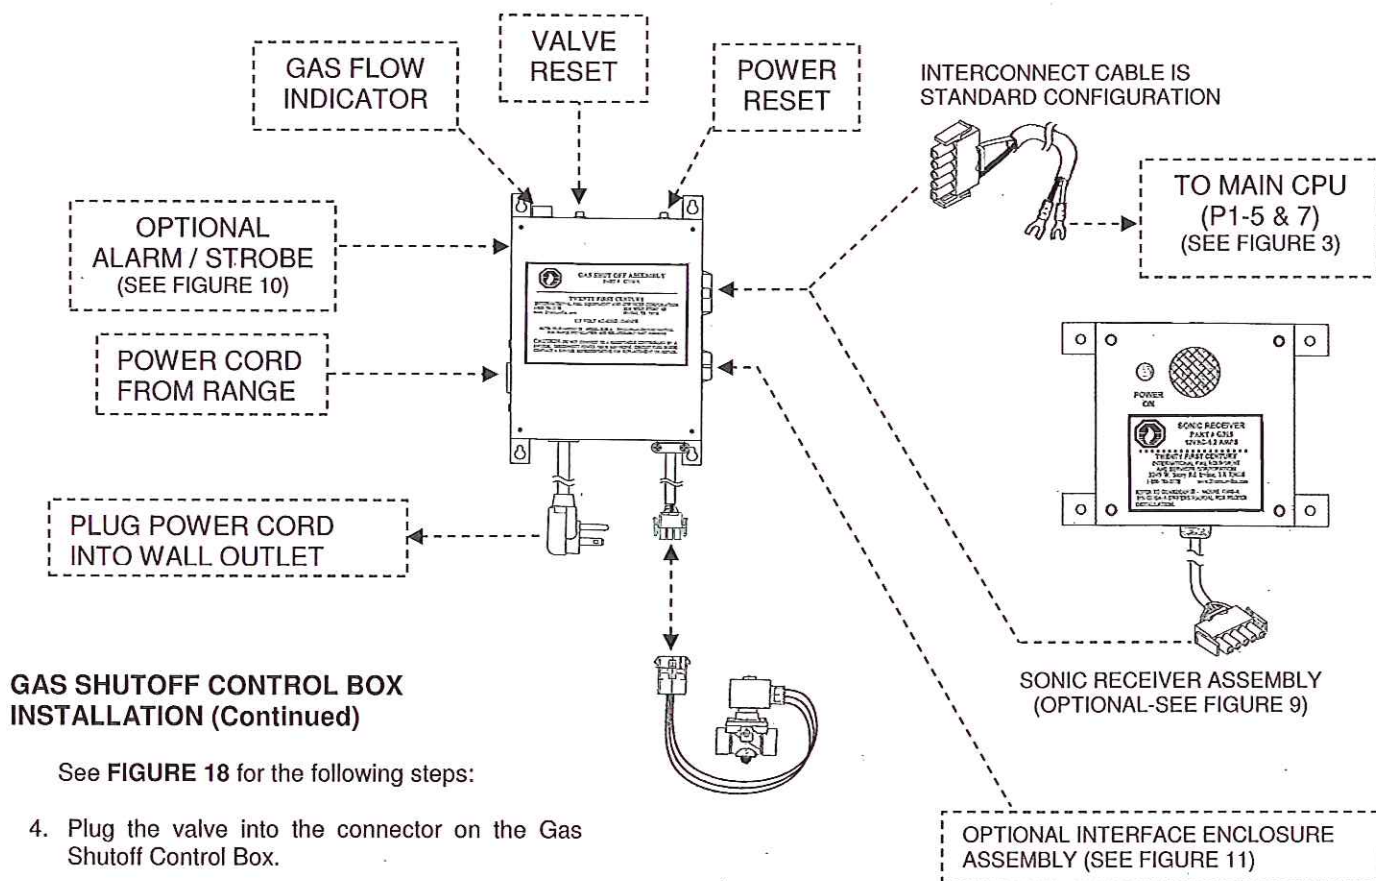 VALVE
RESET
GAS FLOW
INDICATOR
POWER
RESET
INTERCONNECT CABLE IS
STANDARD CONFIGURATION
TO MAIN CPU
(P1-5 & 7)
(SEE FIGURE 3)
OPTIONAL
ALARM / STROBE
(SEE FIGURE 10)
GAS SHUT OFF ASSEMBLY
TWENTY FIRST CENTURY
POWER CORD
FROM RANGE
POWER
ON
SONIC RECEIVER
TWENTY FIRST CENTURY
PLUG POWER CORD
INTO WALL OUTLET
SONIC RECEIVER ASSEMBLY
(OPTIONAL-SEE FIGURE 9)
GAS SHUTOFF CONTROL BOX
INSTALLATION (Continued)
See FIGURE 18 for the following steps:
4. Plug the valve into the connector on the Gas
Shutoff Control Box.
OPTIONAL INTERFACE ENCLOSURE
ASSEMBLY (SEE FIGURE 11)